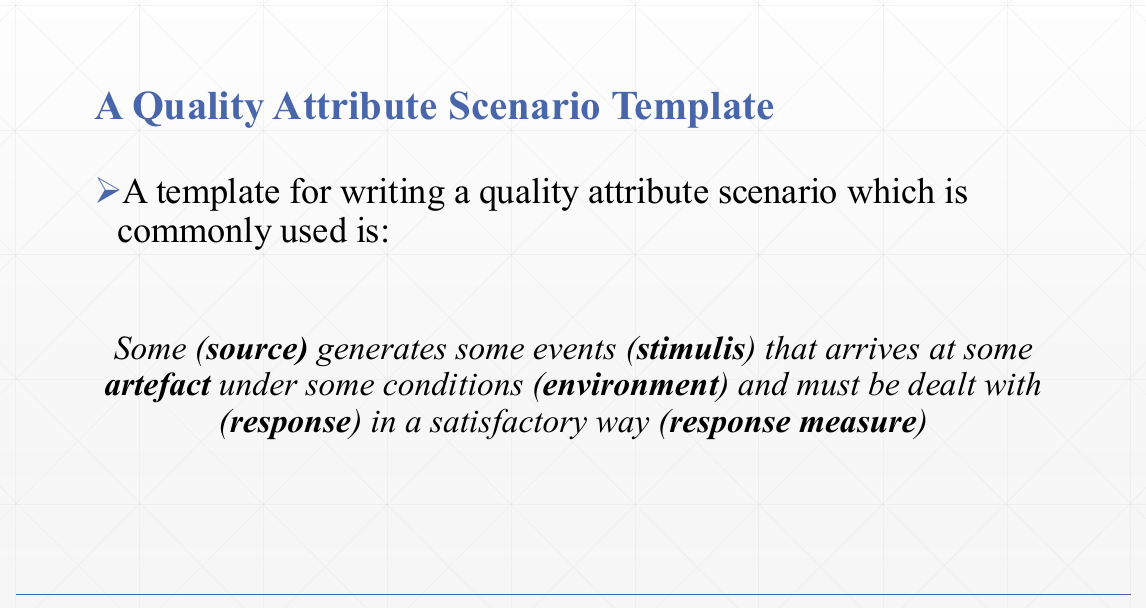 A Quality Attribute Scenario Template
A template for writing a quality attribute scenario which is
commonly used is:
Some (source) generates some events (stimulis) that arrives at some
artefact under some conditions (environment) and must be dealt with
(response) in a satisfactory way (response measure)